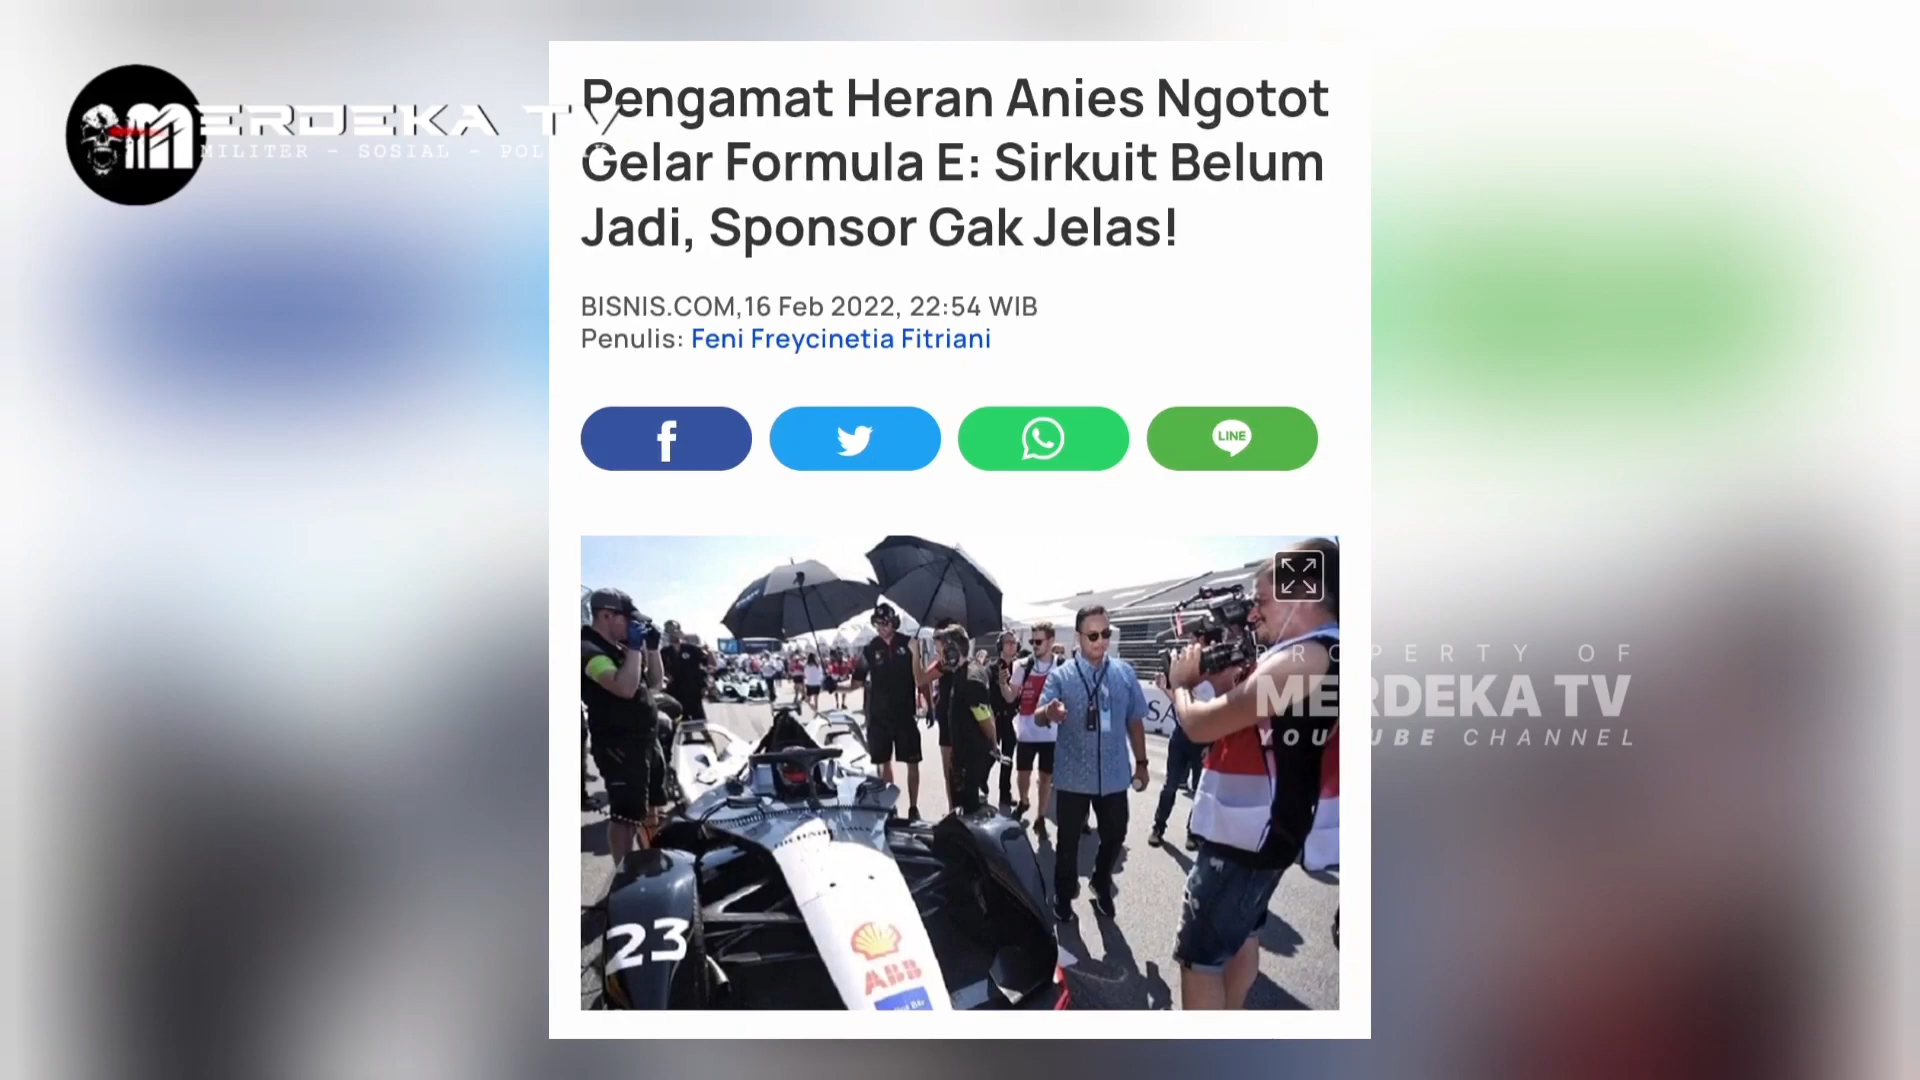 MERDEKA TV
MILITER - SOSIAL - POL
Pengamat Heran Anies Ngotot
Gelar Formula E: Sirkuit Belum
Jadi, Sponsor Gak Jelas!
BISNIS.COM,16 Feb 2022, 22:54 WIB
Penulis: Feni Freycinetia Fitriani
LINE
PROPERTY OF
MERDEKA TV
YOUTUBE CHANNEL
23
ABB